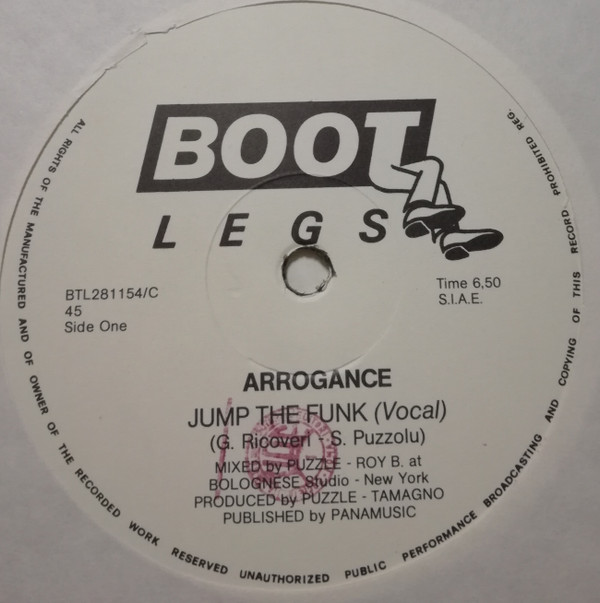 BOOT
LEGS
BTL281154/C
45
Side One
Time 6,50
S.I.A.E.
ARROGANCE
JUMP THE FUNK (Vocal)
(G. Ricoveri - S. Puzzolu)
MIXED by PUZZLE - ROY B. at
BOLOGNESE Studio - New York
PRODUCED by PUZZLE - TAMAGNO
PUBLISHED by PANAMUSIC
ALL RIGHTS OF THE MANUFACTURED AND OF OWNER OF THE RECORDED WORK RESERVED UNAUTHORIZED PUBLIC PERFORMANCE BROADCASTING AND COPYING OF THIS RECORD PROHIBITED REG.